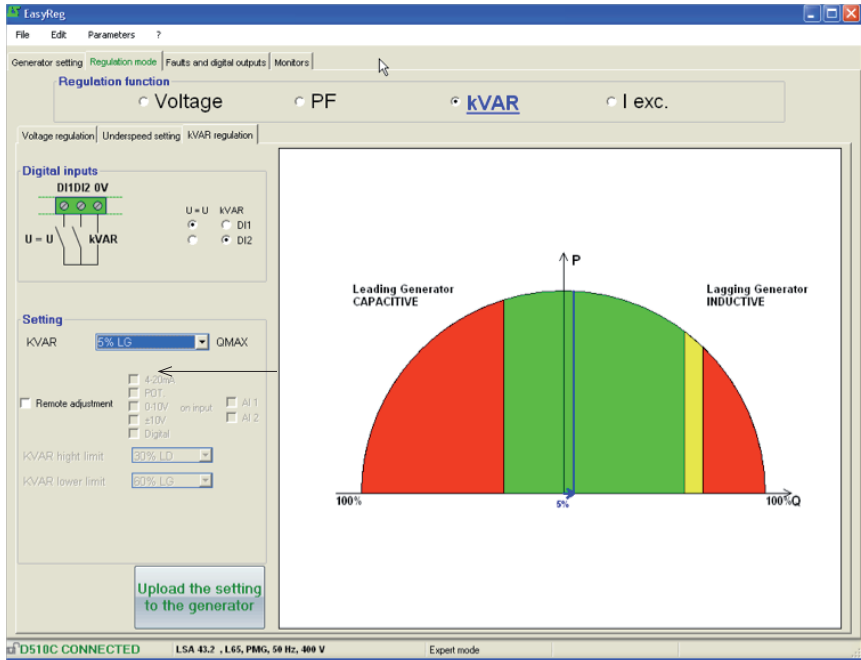 EasyReg
File Edit Parameters ?
Generator setting Regulation mode Faults and digital outputs Monitors
Regulation function
Voltage PF kVAR I exc.
Voltage regulation Underspeed setting kVAR regulation
Digital inputs
DI1DI2 0V
U = U kVAR
DI1
U = U kVAR
DI2
P
Leading Generator
CAPACITIVE
Lagging Generator
INDUCTIVE
Setting
KVAR 5% LG QMAX
4-20mA
POT.
Remote adjustment 0-10V on input AI 1
±10V AI 2
Digital
KVAR hight limit 30% LD
KVAR lower limit 60% LG
100% 5% 100%Q
Upload the setting
to the generator
D510C CONNECTED LSA 43.2 , L65, PMG, 50 Hz, 400 V Expert mode